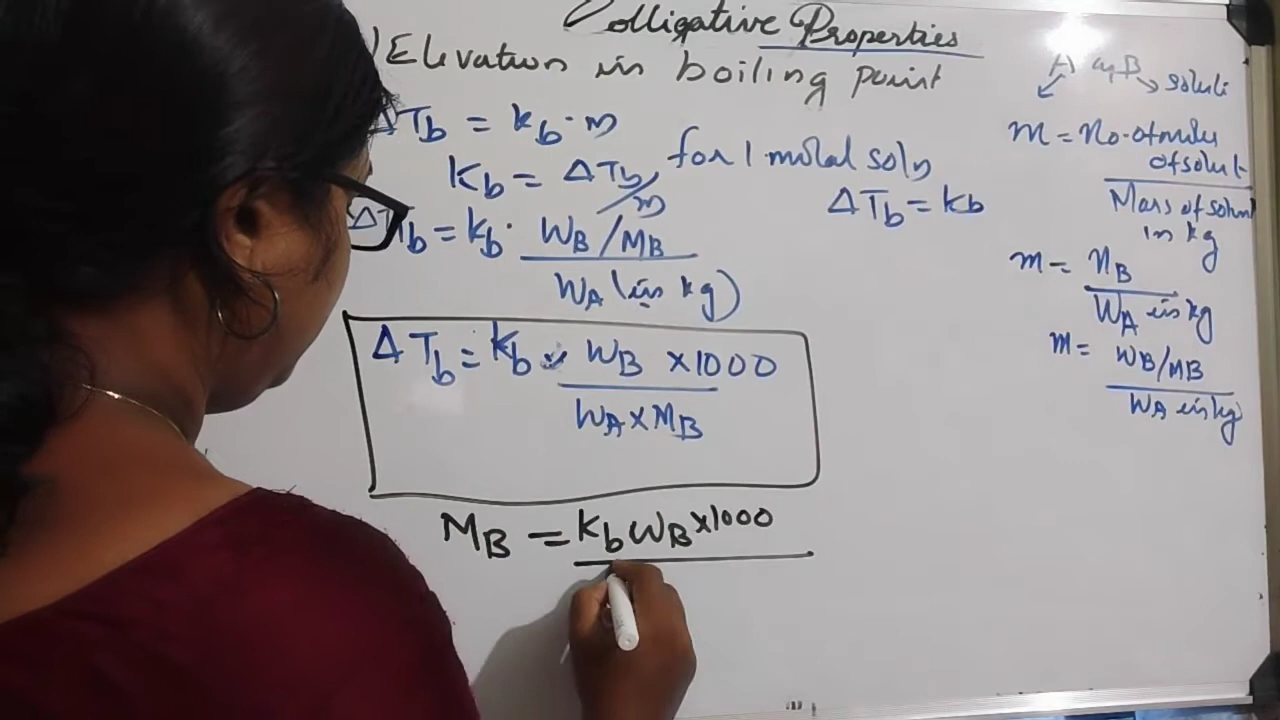 Colligative Properties
Elevation in boiling point
ΔTb = Kb · m
Kb = ΔTb/m for 1 molal soln
ΔTb = Kb
ΔTb = Kb · WB/MB
WA (in kg)
ΔTb = Kb × WB × 1000
WA × MB
MB = Kb WB × 1000
A B
solute
m = no. of moles
of solute
Mass of solvent
in kg
m = nB
WA in kg
m = WB/MB
WA in kg